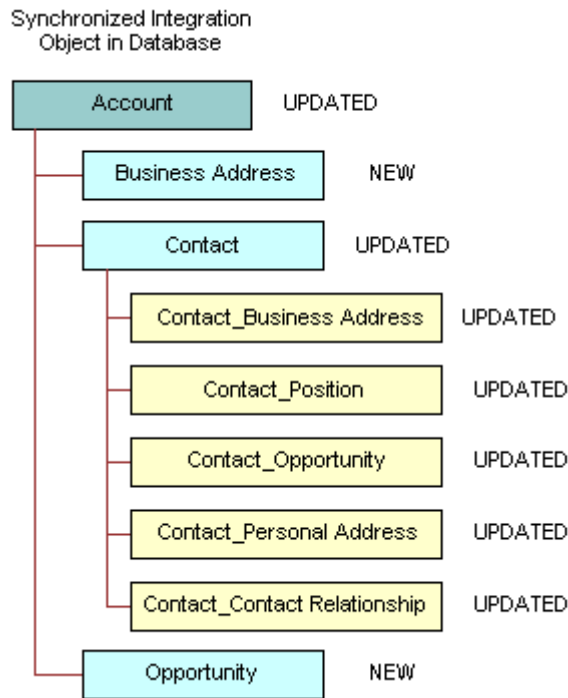 Synchronized Integration
Object in Database
Account UPDATED
Business Address NEW
Contact UPDATED
Contact_Business Address UPDATED
Contact_Position UPDATED
Contact_Opportunity UPDATED
Contact_Personal Address UPDATED
Contact_Contact Relationship UPDATED
Opportunity NEW